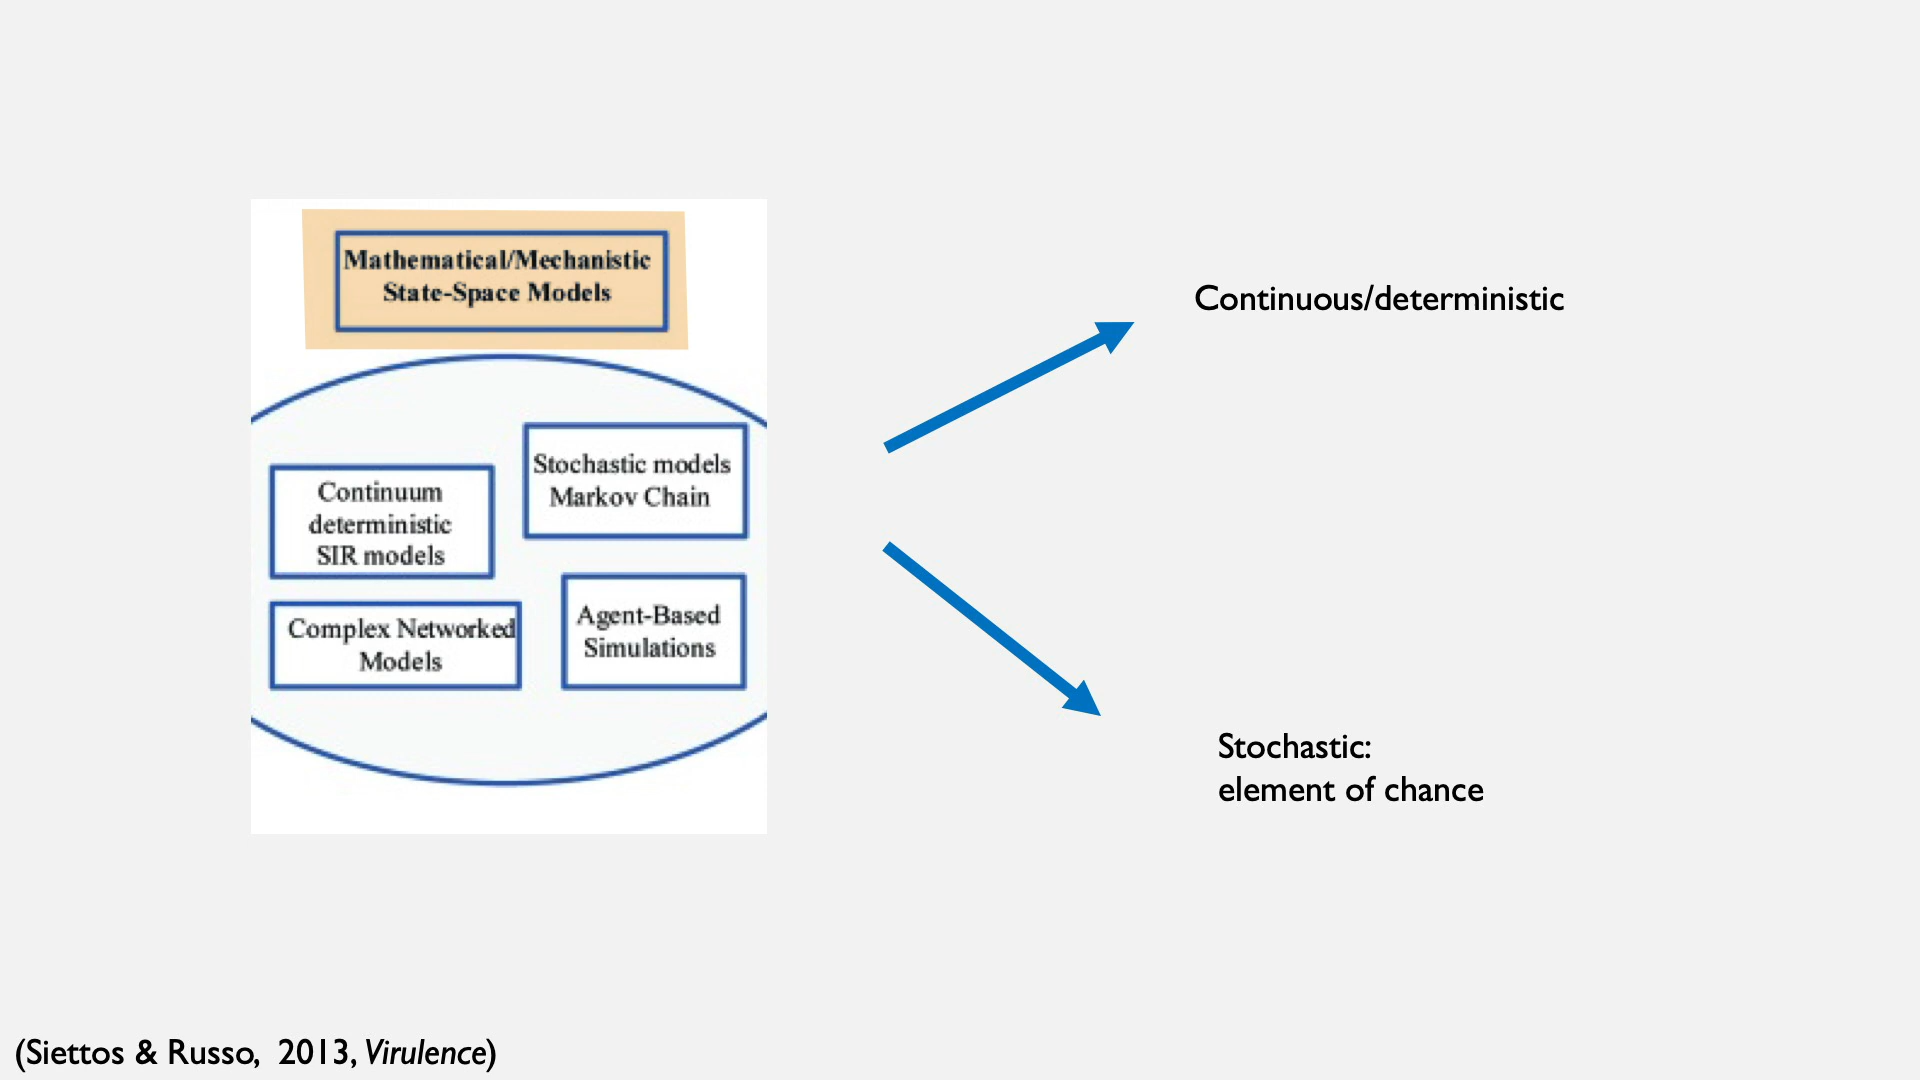 Mathematical/Mechanistic
State-Space Models
Continuum
deterministic
SIR models
Stochastic models
Markov Chain
Complex Networked
Models
Agent-Based
Simulations
Continuous/deterministic
Stochastic:
element of chance
(Siettos & Russo, 2013, Virulence)